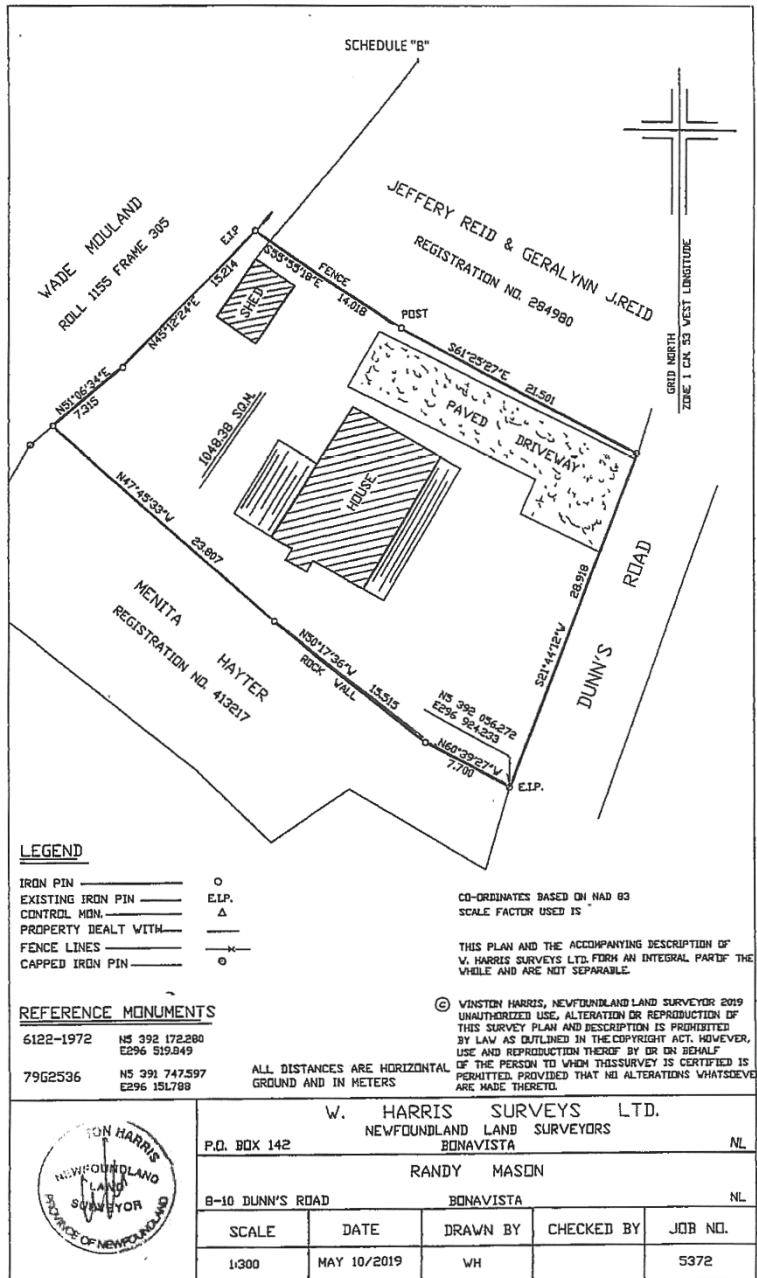 SCHEDULE "B"
WADE MOULAND
ROLL 1155 FRAME 305
E.I.P
JEFFERY REID & GERALYNN J.REID
REGISTRATION NO. 284980
GRID NORTH
ZONE 1 C.M. 53 WEST LONGITUDE
S55°55'18"E
FENCE
14.018
POST
S61°25'27"E
21.501
N45°12'24"E
15.214
SHED
N51°06'34"E
7.315
1048.38 SQ.M.
PAVED
DRIVEWAY
HOUSE
N47°45'33"W
23.807
MENITA HAYTER
REGISTRATION NO. 413217
N50°17'36"W
15.515
ROCK WALL
N5 392 056.272
E296 924.233
N60°39'27"W
7.700
E.I.P.
S21°44'12"W
28.918
DUNN'S ROAD
LEGEND
IRON PIN
EXISTING IRON PIN E.I.P.
CONTROL MON.
PROPERTY DEALT WITH
FENCE LINES
CAPPED IRON PIN
CO-ORDINATES BASED ON NAD 83
SCALE FACTOR USED IS
THIS PLAN AND THE ACCOMPANYING DESCRIPTION OF
W. HARRIS SURVEYS LTD. FORM AN INTEGRAL PART OF THE
WHOLE AND ARE NOT SEPARABLE.
REFERENCE MONUMENTS
6122-1972 N5 392 172.280
E296 519.849
79G2536 N5 391 747.597
E296 151.788
ALL DISTANCES ARE HORIZONTAL
GROUND AND IN METERS
© WINSTON HARRIS, NEWFOUNDLAND LAND SURVEYOR 2019
UNAUTHORIZED USE, ALTERATION OR REPRODUCTION OF
THIS SURVEY PLAN AND DESCRIPTION IS PROHIBITED
BY LAW AS OUTLINED IN THE COPYRIGHT ACT. HOWEVER,
USE AND REPRODUCTION THEROF BY OR ON BEHALF
OF THE PERSON TO WHOM THISSURVEY IS CERTIFIED IS
PERMITTED, PROVIDED THAT NO ALTERATIONS WHATSOEVE
ARE MADE THERETO.
TON HARRIS
NEWFOUNDLAND
LAND
SURVEYOR
PROVINCE OF NEWFOUNDLAND
W. HARRIS SURVEYS LTD.
NEWFOUNDLAND LAND SURVEYORS
P.O. BOX 142 BONAVISTA NL
RANDY MASON
8-10 DUNN'S ROAD BONAVISTA NL
SCALE DATE DRAWN BY CHECKED BY JOB NO.
1:300 MAY 10/2019 WH 5372